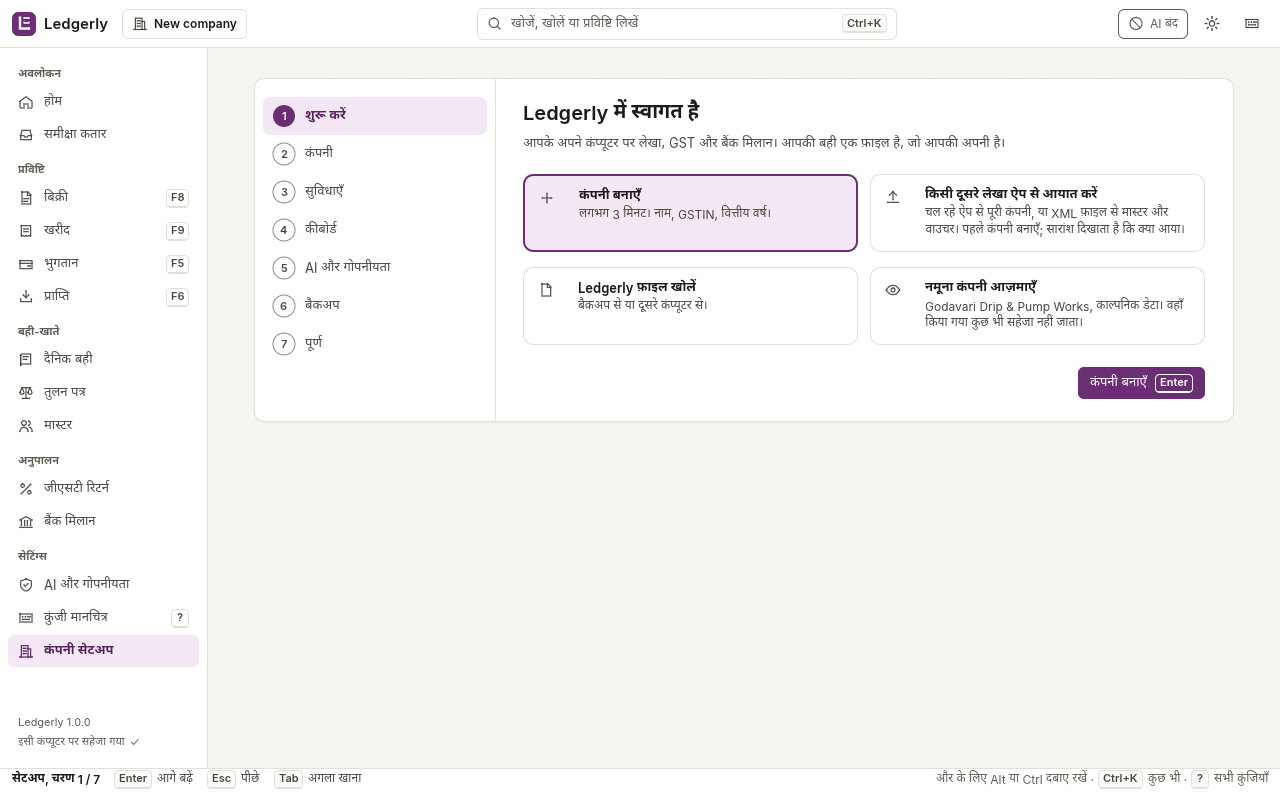 Ledgerly
New company
खोजें, खोलें या प्रविष्टि लिखें
Ctrl+K
AI बंद
अवलोकन
होम
समीक्षा कतार
प्रविष्टि
बिक्री F8
खरीद F9
भुगतान F5
प्राप्ति F6
बही-खाते
दैनिक बही
तुलन पत्र
मास्टर
अनुपालन
जीएसटी रिटर्न
बैंक मिलान
सेटिंग्स
AI और गोपनीयता
कुंजी मानचित्र ?
कंपनी सेटअप
Ledgerly 1.0.0
इसी कंप्यूटर पर सहेजा गया
1 शुरू करें
2 कंपनी
3 सुविधाएँ
4 कीबोर्ड
5 AI और गोपनीयता
6 बैकअप
7 पूर्ण
Ledgerly में स्वागत है
आपके अपने कंप्यूटर पर लेखा, GST और बैंक मिलान। आपकी बही एक फ़ाइल है, जो आपकी अपनी है।
कंपनी बनाएँ
लगभग 3 मिनट। नाम, GSTIN, वित्तीय वर्ष।
किसी दूसरे लेखा ऐप से आयात करें
चल रहे ऐप से पूरी कंपनी, या XML फ़ाइल से मास्टर और
वाउचर। पहले कंपनी बनाएँ; सारांश दिखाता है कि क्या आया।
Ledgerly फ़ाइल खोलें
बैकअप से या दूसरे कंप्यूटर से।
नमूना कंपनी आज़माएँ
Godavari Drip & Pump Works, काल्पनिक डेटा। वहाँ
किया गया कुछ भी सहेजा नहीं जाता।
कंपनी बनाएँ Enter
सेटअप, चरण 1 / 7 Enter आगे बढ़ें Esc पीछे Tab अगला खाना
और के लिए Alt या Ctrl दबाए रखें · Ctrl+K कुछ भी · ? सभी कुंजियाँ